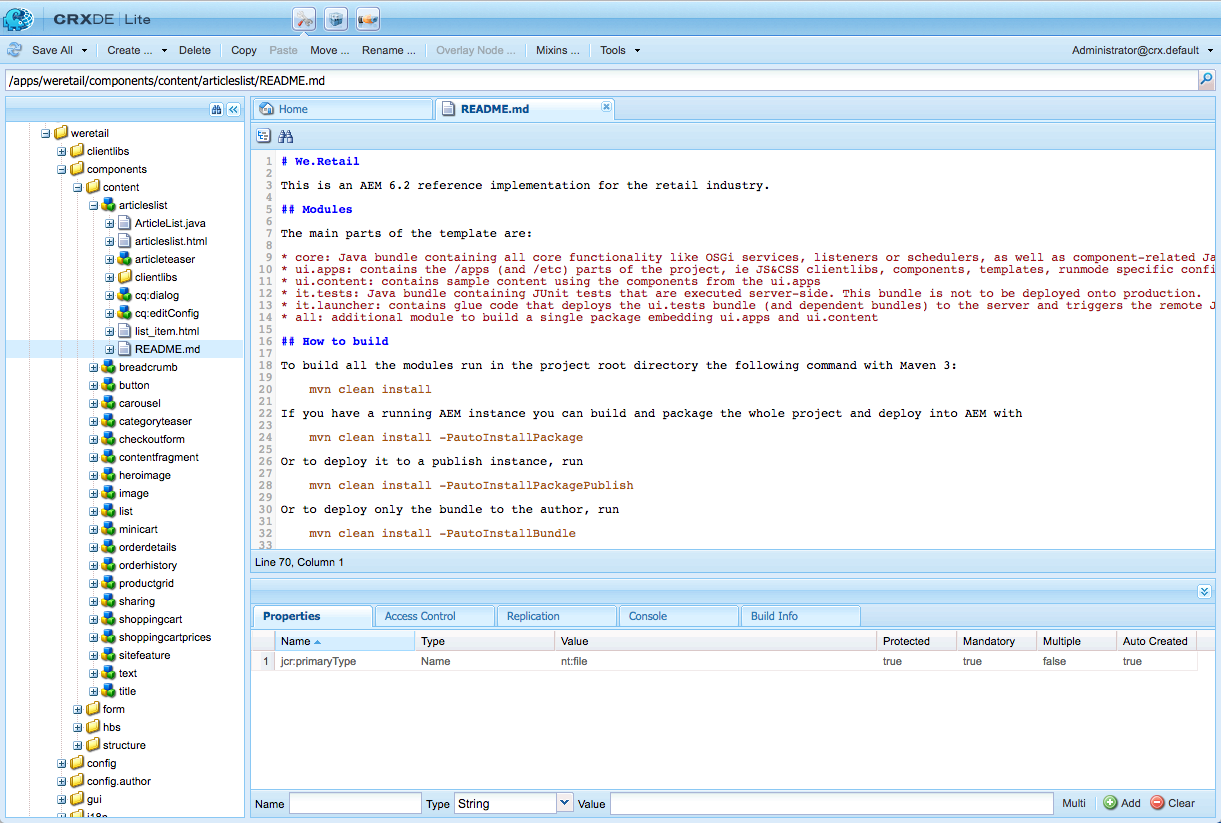 CRXDE | Lite
Save All Create ... Delete Copy Paste Move ... Rename ... Overlay Node ... Mixins ... Tools Administrator@crx.default
/apps/weretail/components/content/articleslist/README.md
Home README.md
weretail
clientlibs
components
content
articleslist
ArticleList.java
articleslist.html
articleteaser
clientlibs
cq:dialog
cq:editConfig
list_item.html
README.md
breadcrumb
button
carousel
categoryteaser
checkoutform
contentfragment
heroimage
image
list
minicart
orderdetails
orderhistory
productgrid
sharing
shoppingcart
shoppingcartprices
sitefeature
text
title
form
hbs
structure
config
config.author
gui
i18n
1 # We.Retail
2
3 This is an AEM 6.2 reference implementation for the retail industry.
4
5 ## Modules
6
7 The main parts of the template are:
8
9 * core: Java bundle containing all core functionality like OSGi services, listeners or schedulers, as well as component-related Ja
10 * ui.apps: contains the /apps (and /etc) parts of the project, ie JS&CSS clientlibs, components, templates, runmode specific confi
11 * ui.content: contains sample content using the components from the ui.apps
12 * it.tests: Java bundle containing JUnit tests that are executed server-side. This bundle is not to be deployed onto production.
13 * it.launcher: contains glue code that deploys the ui.tests bundle (and dependent bundles) to the server and triggers the remote J
14 * all: additional module to build a single package embedding ui.apps and ui.content
15
16 ## How to build
17
18 To build all the modules run in the project root directory the following command with Maven 3:
19
20 mvn clean install
21
22 If you have a running AEM instance you can build and package the whole project and deploy into AEM with
23
24 mvn clean install -PautoInstallPackage
25
26 Or to deploy it to a publish instance, run
27
28 mvn clean install -PautoInstallPackagePublish
29
30 Or to deploy only the bundle to the author, run
31
32 mvn clean install -PautoInstallBundle
33
Line 70, Column 1
Properties Access Control Replication Console Build Info
Name Type Value Protected Mandatory Multiple Auto Created
1 jcr:primaryType Name nt:file true true false true
Name Type String Value Multi Add Clear